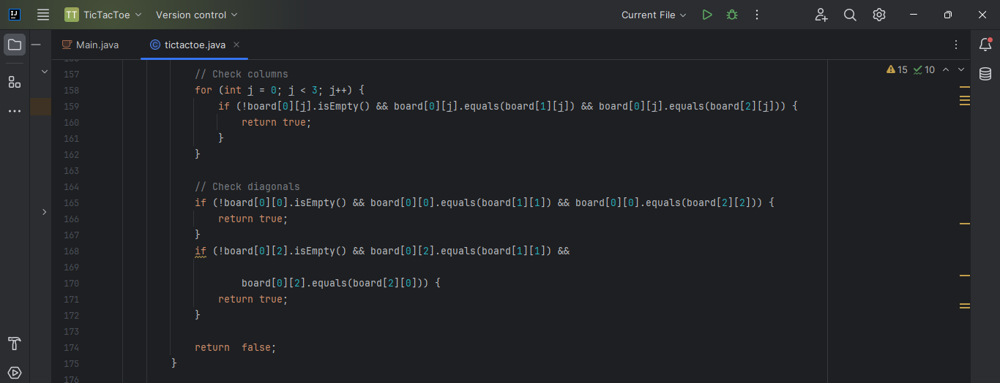 TT TicTacToe Version control Current File
Main.java tictactoe.java
15 10
157 // Check columns
158 for (int j = 0; j < 3; j++) {
159 if (!board[0][j].isEmpty() && board[0][j].equals(board[1][j]) && board[0][j].equals(board[2][j])) {
160 return true;
161 }
162 }
163
164 // Check diagonals
165 if (!board[0][0].isEmpty() && board[0][0].equals(board[1][1]) && board[0][0].equals(board[2][2])) {
166 return true;
167 }
168 if (!board[0][2].isEmpty() && board[0][2].equals(board[1][1]) &&
169
170 board[0][2].equals(board[2][0])) {
171 return true;
172 }
173
174 return  false;
175 }
176